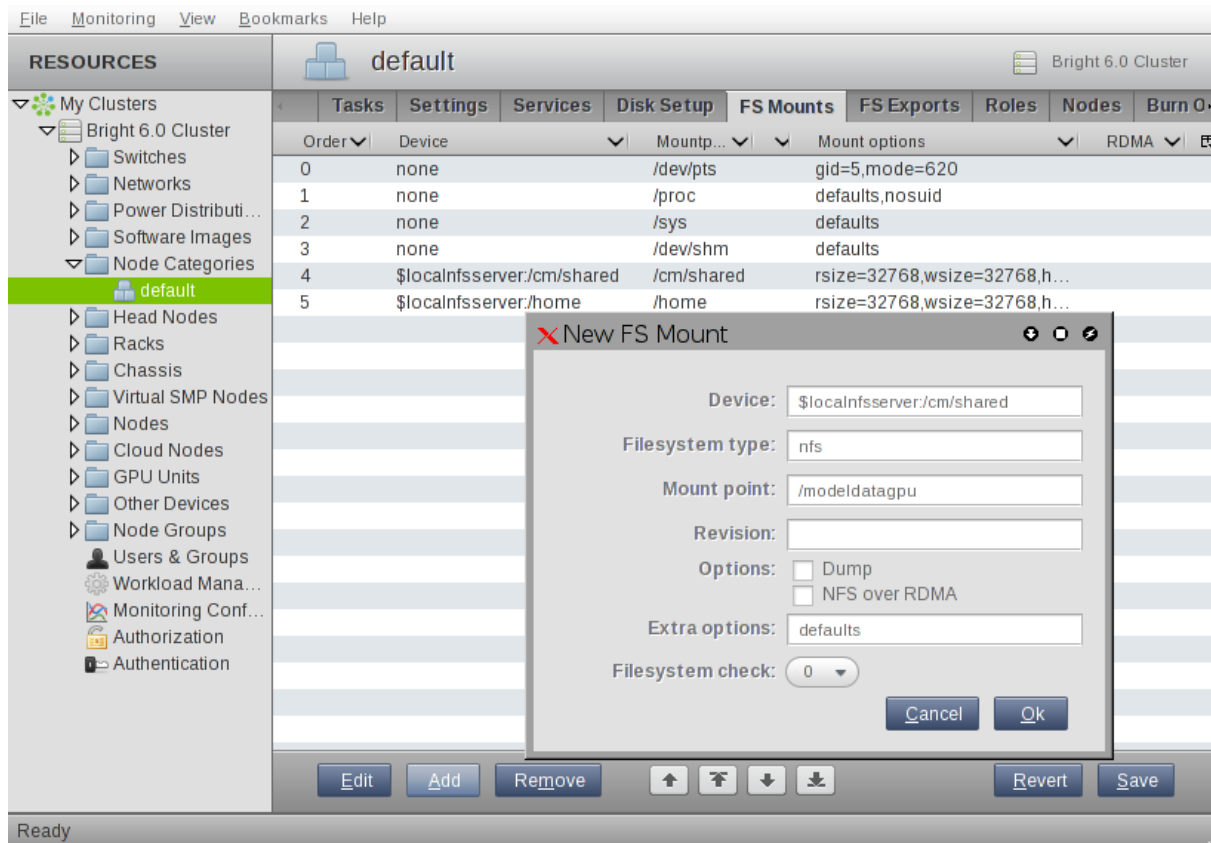 File Monitoring View Bookmarks Help
RESOURCES
default
Bright 6.0 Cluster
My Clusters
Bright 6.0 Cluster
Switches
Networks
Power Distributi...
Software Images
Node Categories
default
Head Nodes
Racks
Chassis
Virtual SMP Nodes
Nodes
Cloud Nodes
GPU Units
Other Devices
Node Groups
Users & Groups
Workload Mana...
Monitoring Conf...
Authorization
Authentication
Tasks Settings Services Disk Setup FS Mounts FS Exports Roles Nodes Burn
Order Device Mountp... Mount options RDMA
0 none /dev/pts gid=5,mode=620
1 none /proc defaults,nosuid
2 none /sys defaults
3 none /dev/shm defaults
4 $localnfsserver:/cm/shared /cm/shared rsize=32768,wsize=32768,h...
5 $localnfsserver:/home /home rsize=32768,wsize=32768,h...
New FS Mount
Device: $localnfsserver:/cm/shared
Filesystem type: nfs
Mount point: /modeldatagpu
Revision:
Options: Dump
NFS over RDMA
Extra options: defaults
Filesystem check: 0
Cancel Ok
Edit Add Remove Revert Save
Ready